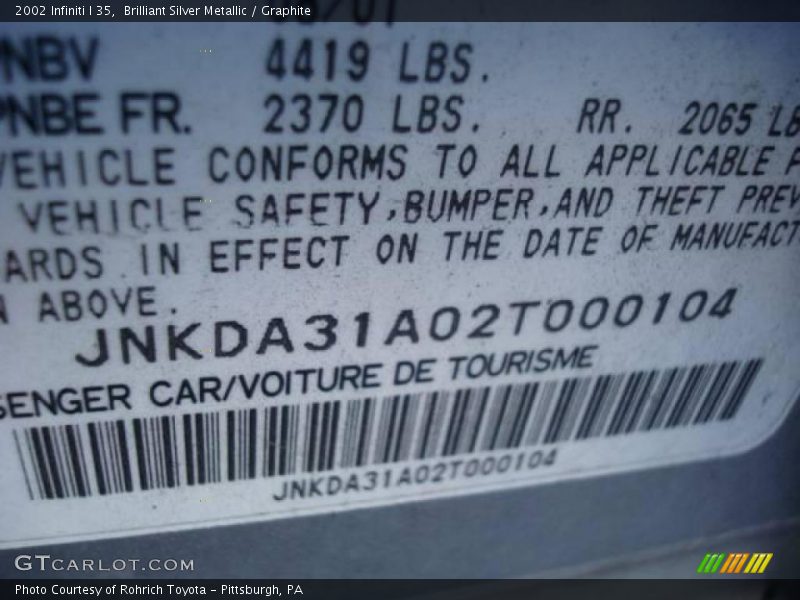 2002 Infiniti I 35, Brilliant Silver Metallic / Graphite
PNBV 4419 LBS.
PNBE FR. 2370 LBS. RR. 2065 LB
VEHICLE CONFORMS TO ALL APPLICABLE
VEHICLE SAFETY, BUMPER, AND THEFT PREV
ARDS IN EFFECT ON THE DATE OF MANUFACT
ABOVE.
JNKDA31A02T000104
SENGER CAR/VOITURE DE TOURISME
JNKDA31A02T000104
GTCARLOT.COM
Photo Courtesy of Rohrich Toyota - Pittsburgh, PA